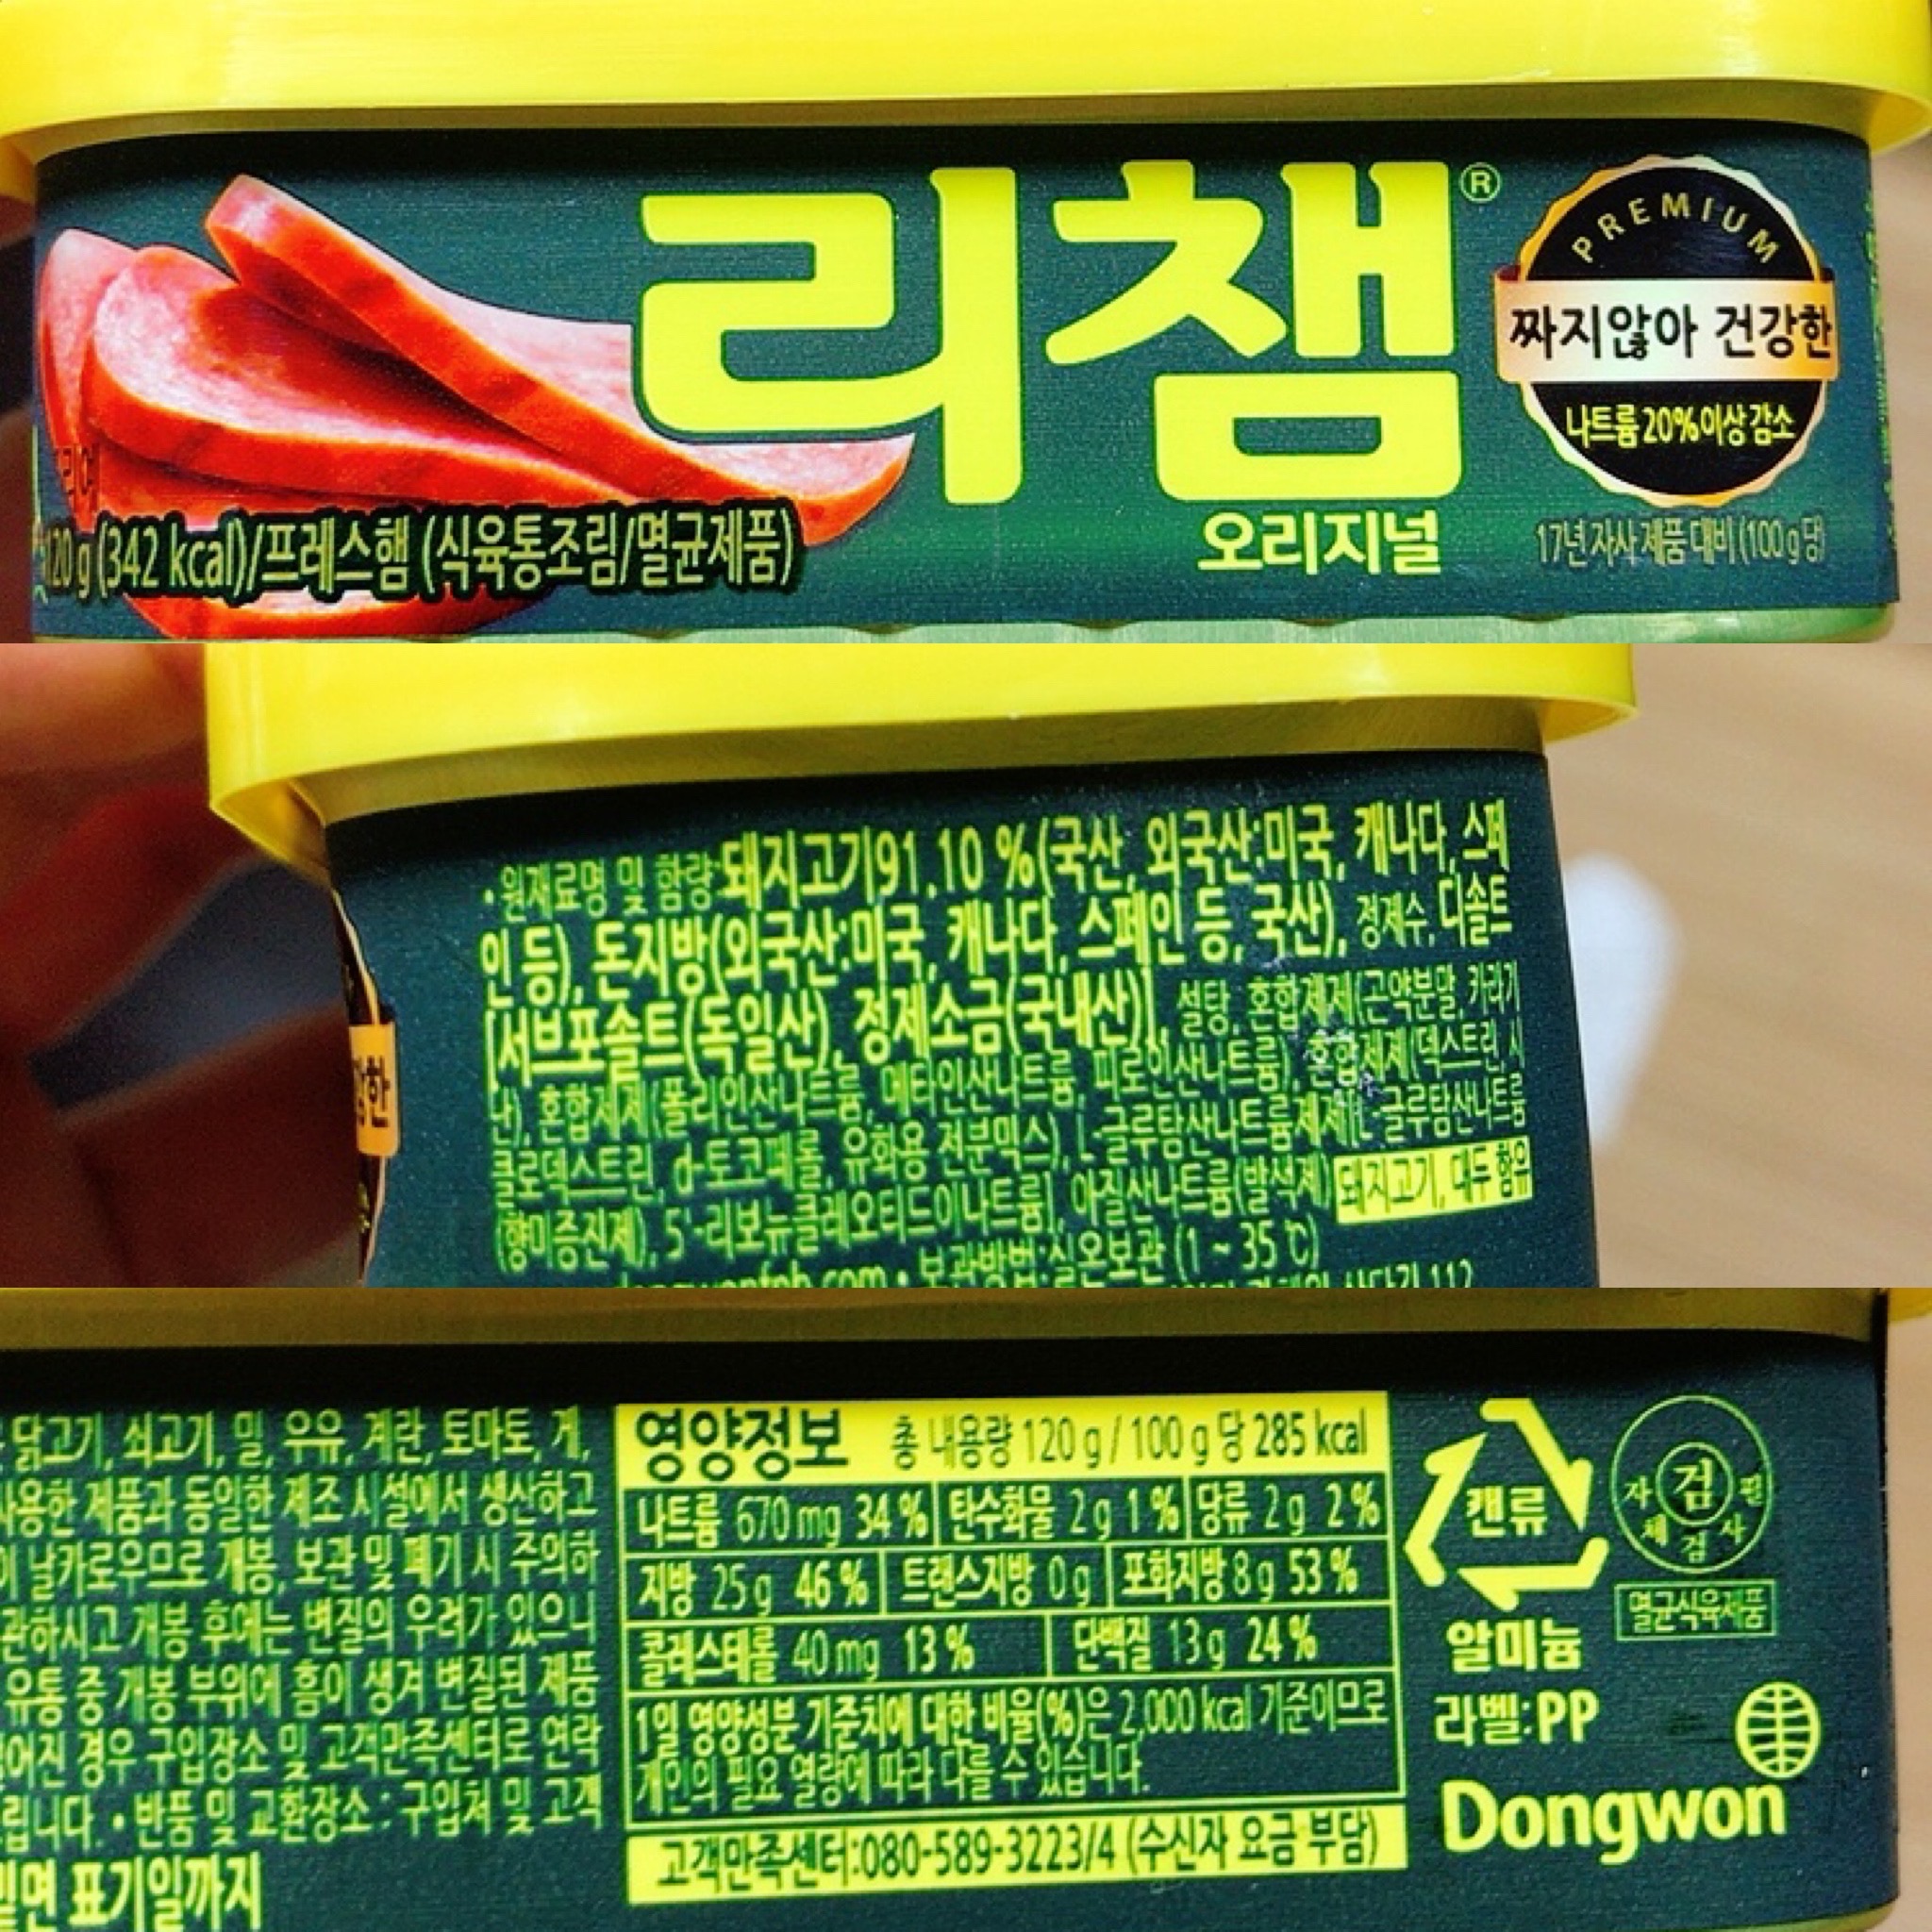 리챔®
PREMIUM
짜지않아 건강한
나트륨 20% 이상 감소
오리지널
17년 자사 제품 대비 (100 g 당)
120 g (342 kcal)/프레스햄 (식육통조림/멸균제품)
강한
• 원재료명 및 함량:돼지고기91.10 %(국산, 외국산:미국, 캐나다, 스페
인 등), 돈지방(외국산:미국, 캐나다, 스페인 등, 국산), 정제수, 디솔트
[서브포솔트(독일산), 정제소금(국내산)], 설탕, 혼합제제(곤약분말, 카라기
난), 혼합제제(폴리인산나트륨, 메타인산나트륨, 피로인산나트륨), 혼합제제(덱스트린, 시
클로덱스트린, d-토코페롤, 유화용 전분믹스), L-글루탐산나트륨제제[L-글루탐산나트륨
(향미증진제), 5'-리보뉴클레오티드이나트륨], 아질산나트륨(발색제) 돼지고기, 대두 함유
• 보관방법:실온보관 (1 ~ 35 ℃)
112
닭고기, 쇠고기, 밀, 우유, 계란, 토마토, 게,
사용한 제품과 동일한 제조 시설에서 생산하고
이 날카로우므로 개봉, 보관 및 폐기 시 주의하
관하시고 개봉 후에는 변질의 우려가 있으니
유통 중 개봉 부위에 흠이 생겨 변질된 제품
어진 경우 구입장소 및 고객만족센터로 연락
립니다. • 반품 및 교환장소 : 구입처 및 고객
밑면 표기일까지
영양정보 총 내용량 120 g / 100 g 당 285 kcal
나트륨 670 mg 34 % 탄수화물 2 g 1 % 당류 2 g 2 %
지방 25 g 46 % 트랜스지방 0 g 포화지방 8 g 53 %
콜레스테롤 40 mg 13 % 단백질 13 g 24 %
1일 영양성분 기준치에 대한 비율(%)은 2,000 kcal 기준이므로
개인의 필요 열량에 따라 다를 수 있습니다.
고객만족센터:080-589-3223/4 (수신자 요금 부담)
캔류
알미늄
라벨:PP
검
자체검사필
멸균식육제품
Dongwon